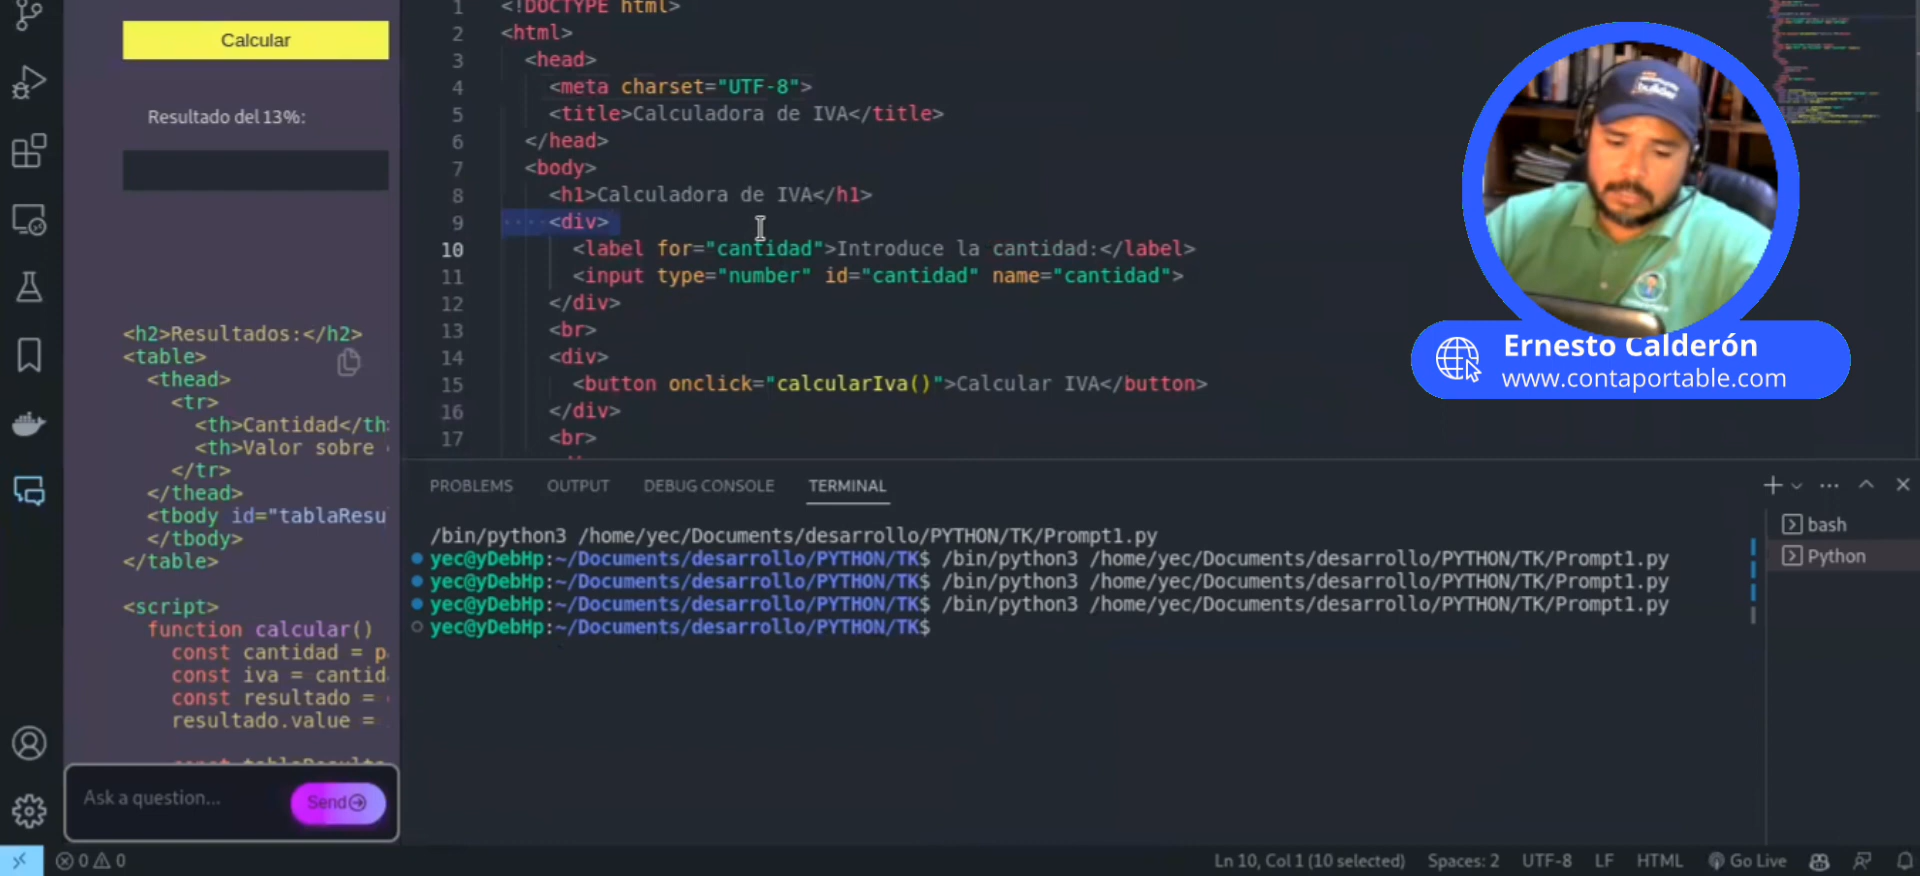 Calcular
Resultado del 13%:
<h2>Resultados:</h2>
<table>
<thead>
<tr>
<th>Cantidad</th
<th>Valor sobre
</tr>
</thead>
<tbody id="tablaResu
</tbody>
</table>
<script>
function calcular()
const cantidad = p
const iva = cantid
const resultado =
resultado.value =
Ask a question...
Send
1 <!DOCTYPE html>
2 <html>
3 <head>
4 <meta charset="UTF-8">
5 <title>Calculadora de IVA</title>
6 </head>
7 <body>
8 <h1>Calculadora de IVA</h1>
9 <div>
10 <label for="cantidad">Introduce la cantidad:</label>
11 <input type="number" id="cantidad" name="cantidad">
12 </div>
13 <br>
14 <div>
15 <button onclick="calcularIva()">Calcular IVA</button>
16 </div>
17 <br>
Ernesto Calderón
www.contaportable.com
PROBLEMS OUTPUT DEBUG CONSOLE TERMINAL
/bin/python3 /home/yec/Documents/desarrollo/PYTHON/TK/Prompt1.py
yec@yDebHp:~/Documents/desarrollo/PYTHON/TK$ /bin/python3 /home/yec/Documents/desarrollo/PYTHON/TK/Prompt1.py
yec@yDebHp:~/Documents/desarrollo/PYTHON/TK$ /bin/python3 /home/yec/Documents/desarrollo/PYTHON/TK/Prompt1.py
yec@yDebHp:~/Documents/desarrollo/PYTHON/TK$ /bin/python3 /home/yec/Documents/desarrollo/PYTHON/TK/Prompt1.py
yec@yDebHp:~/Documents/desarrollo/PYTHON/TK$
bash
Python
0 0
Ln 10, Col 1 (10 selected) Spaces: 2 UTF-8 LF HTML Go Live